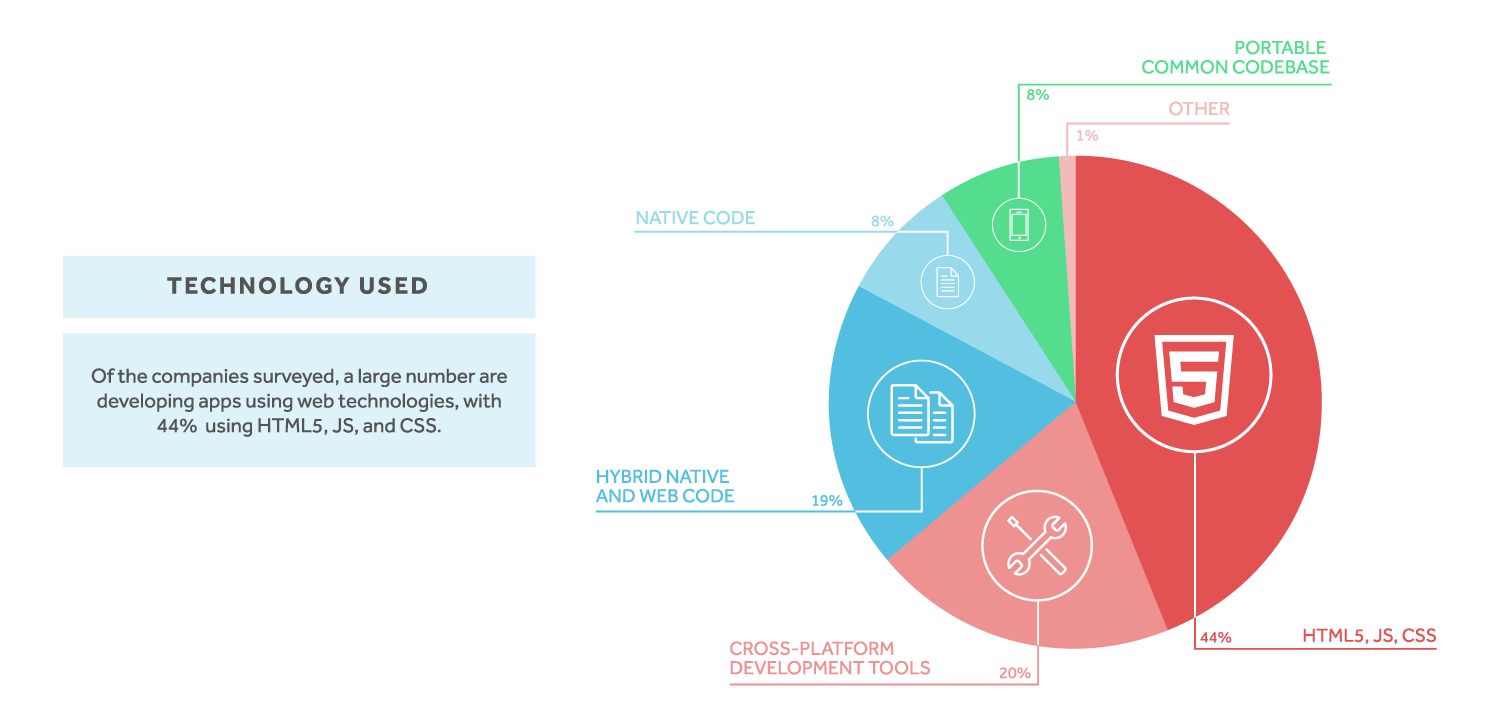 TECHNOLOGY USED
Of the companies surveyed, a large number are
developing apps using web technologies, with
44% using HTML5, JS, and CSS.
PORTABLE
COMMON CODEBASE
8%
OTHER
1%
NATIVE CODE
8%
HYBRID NATIVE
AND WEB CODE
19%
CROSS-PLATFORM
DEVELOPMENT TOOLS
20%
44%
HTML5, JS, CSS
5